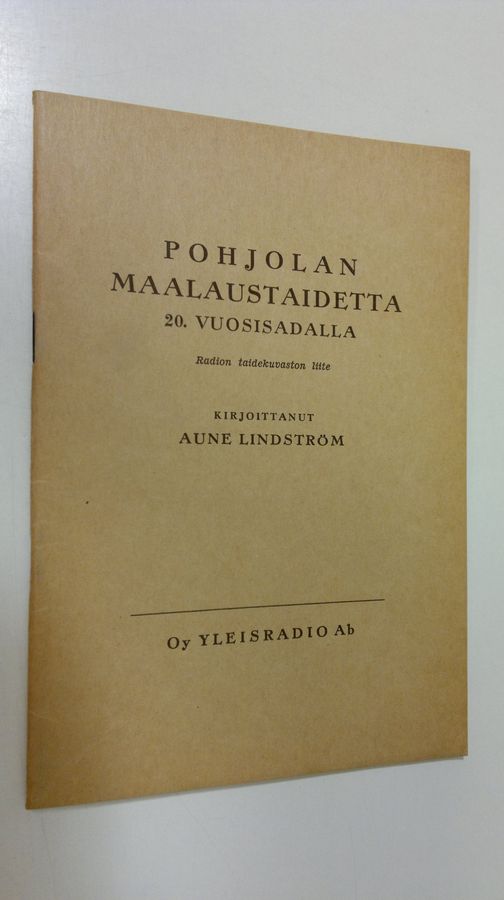 POHJOLAN
MAALAUSTAIDETTA
20. VUOSISADALLA
Radion taidekuvaston liite
KIRJOITTANUT
AUNE LINDSTRÖM
Oy YLEISRADIO Ab